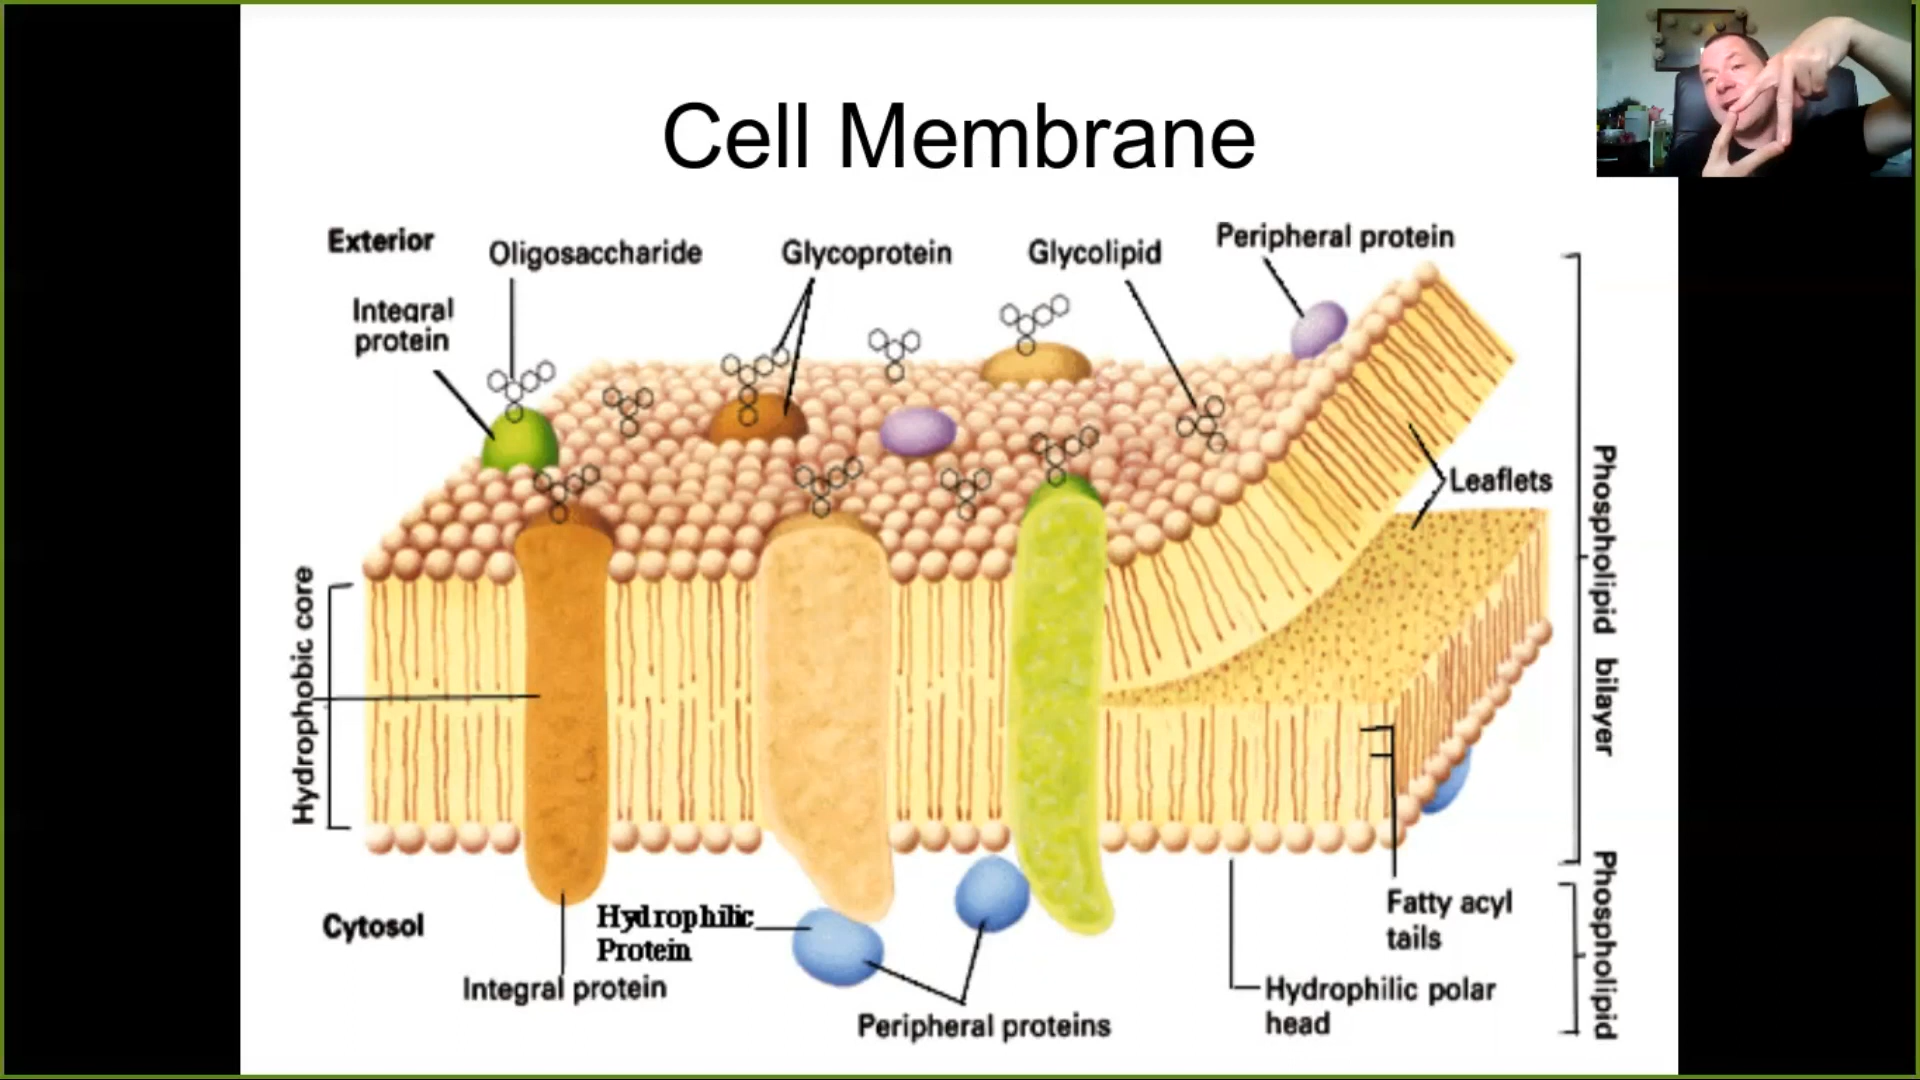 Cell Membrane
Exterior
Oligosaccharide
Glycoprotein
Glycolipid
Peripheral protein
Integral
protein
Leaflets
Phospholipid bilayer
Hydrophobic core
Cytosol
Hydrophilic
Protein
Integral protein
Peripheral proteins
Fatty acyl
tails
Hydrophilic polar
head
Phospholipid